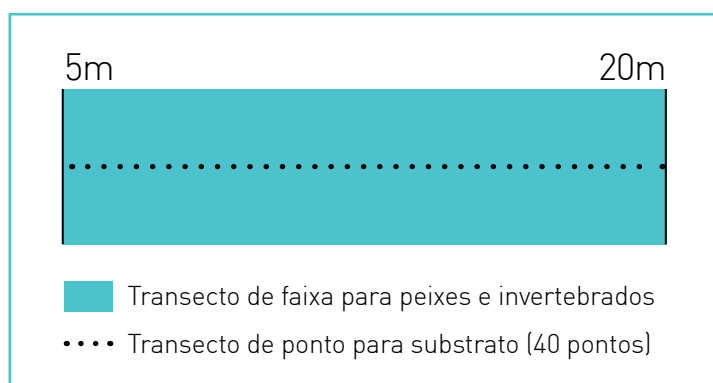 5m 20m
Transecto de faixa para peixes e invertebrados
Transecto de ponto para substrato (40 pontos)